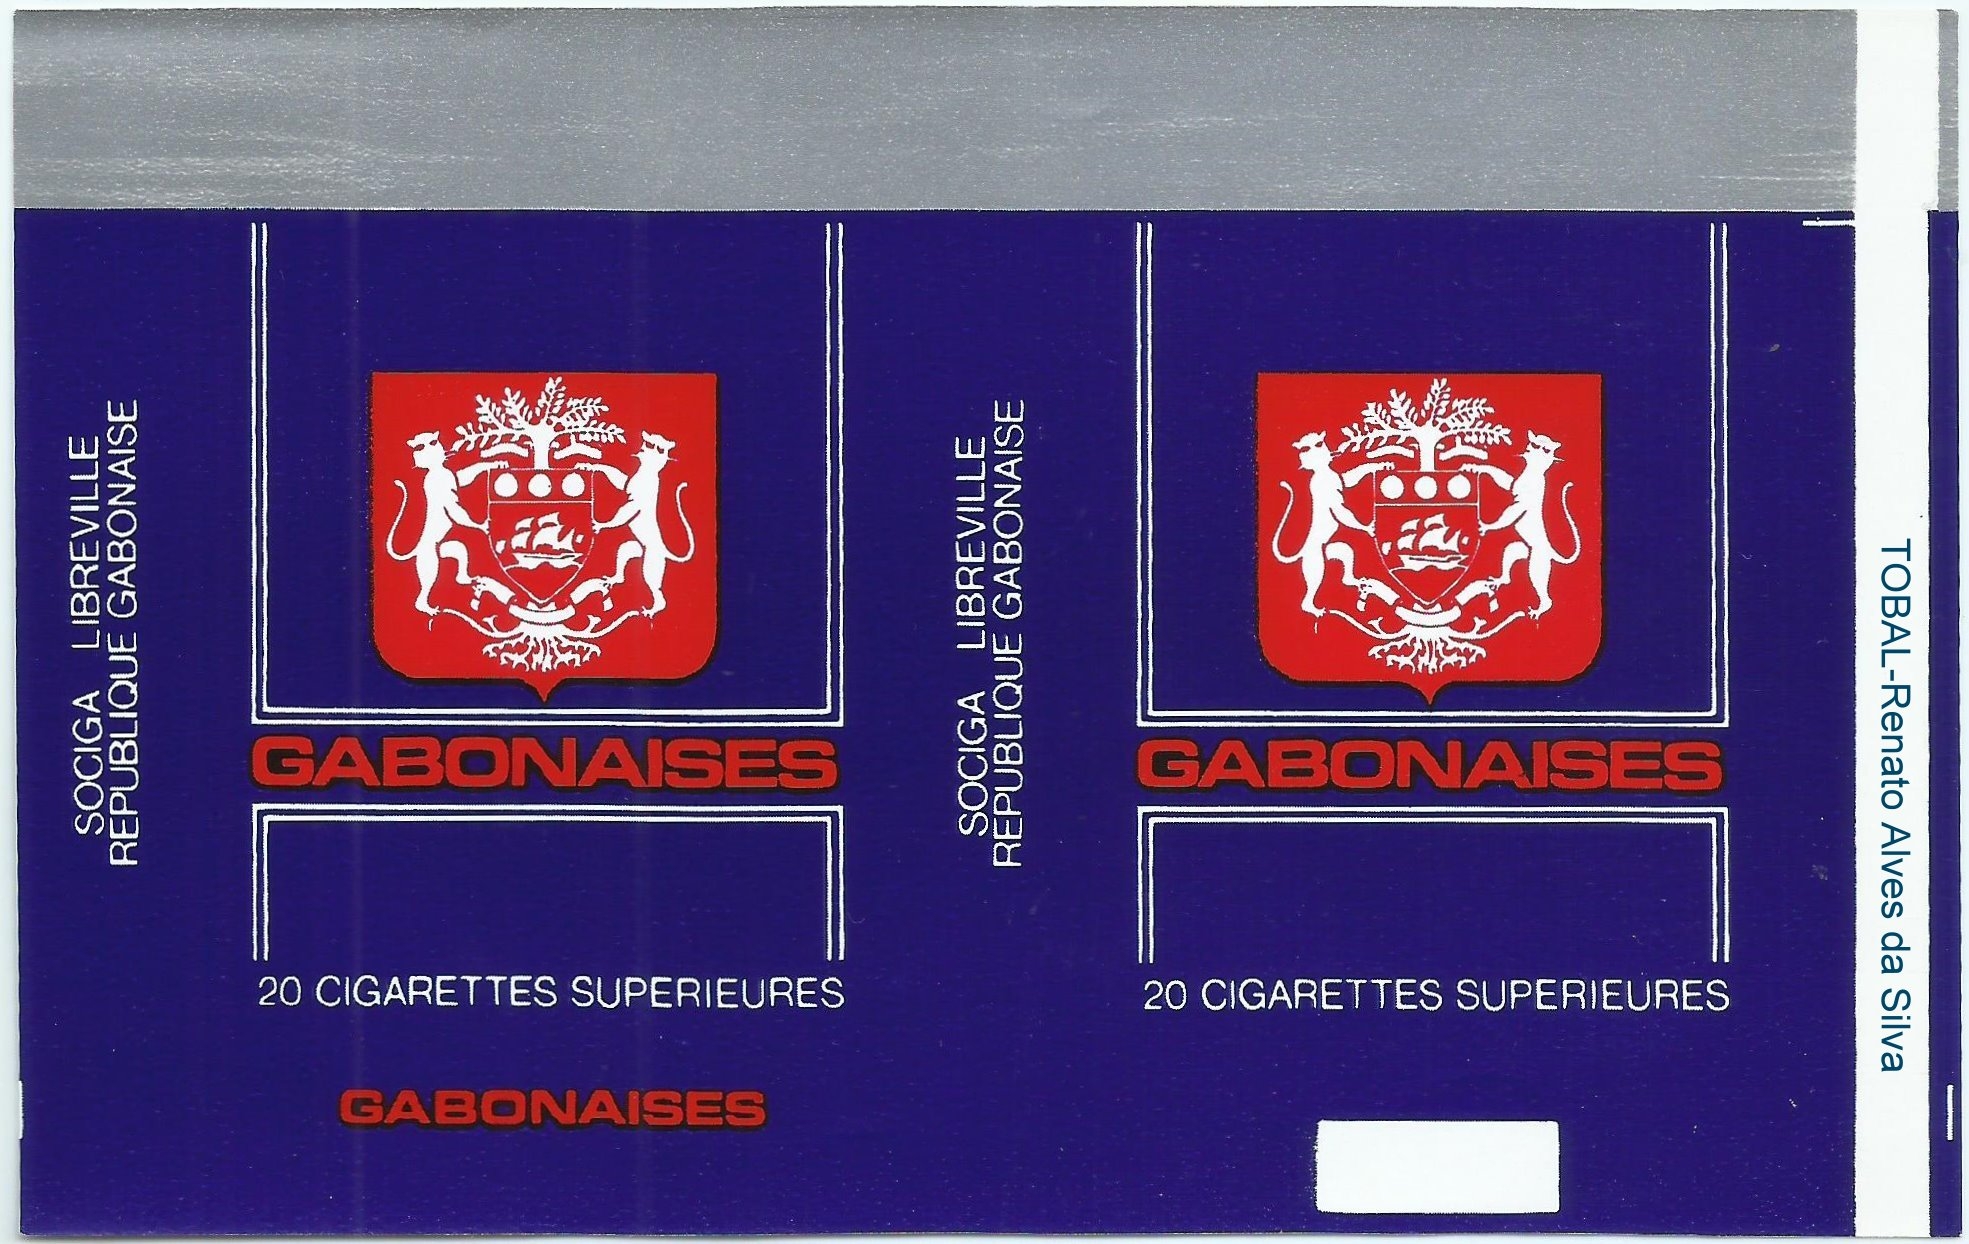 SOCIGA LIBREVILLE
REPUBLIQUE GABONAISE
GABONAISES
20 CIGARETTES SUPERIEURES
GABONAISES
SOCIGA LIBREVILLE
REPUBLIQUE GABONAISE
GABONAISES
20 CIGARETTES SUPERIEURES
TOBAL-Renato Alves da Silva